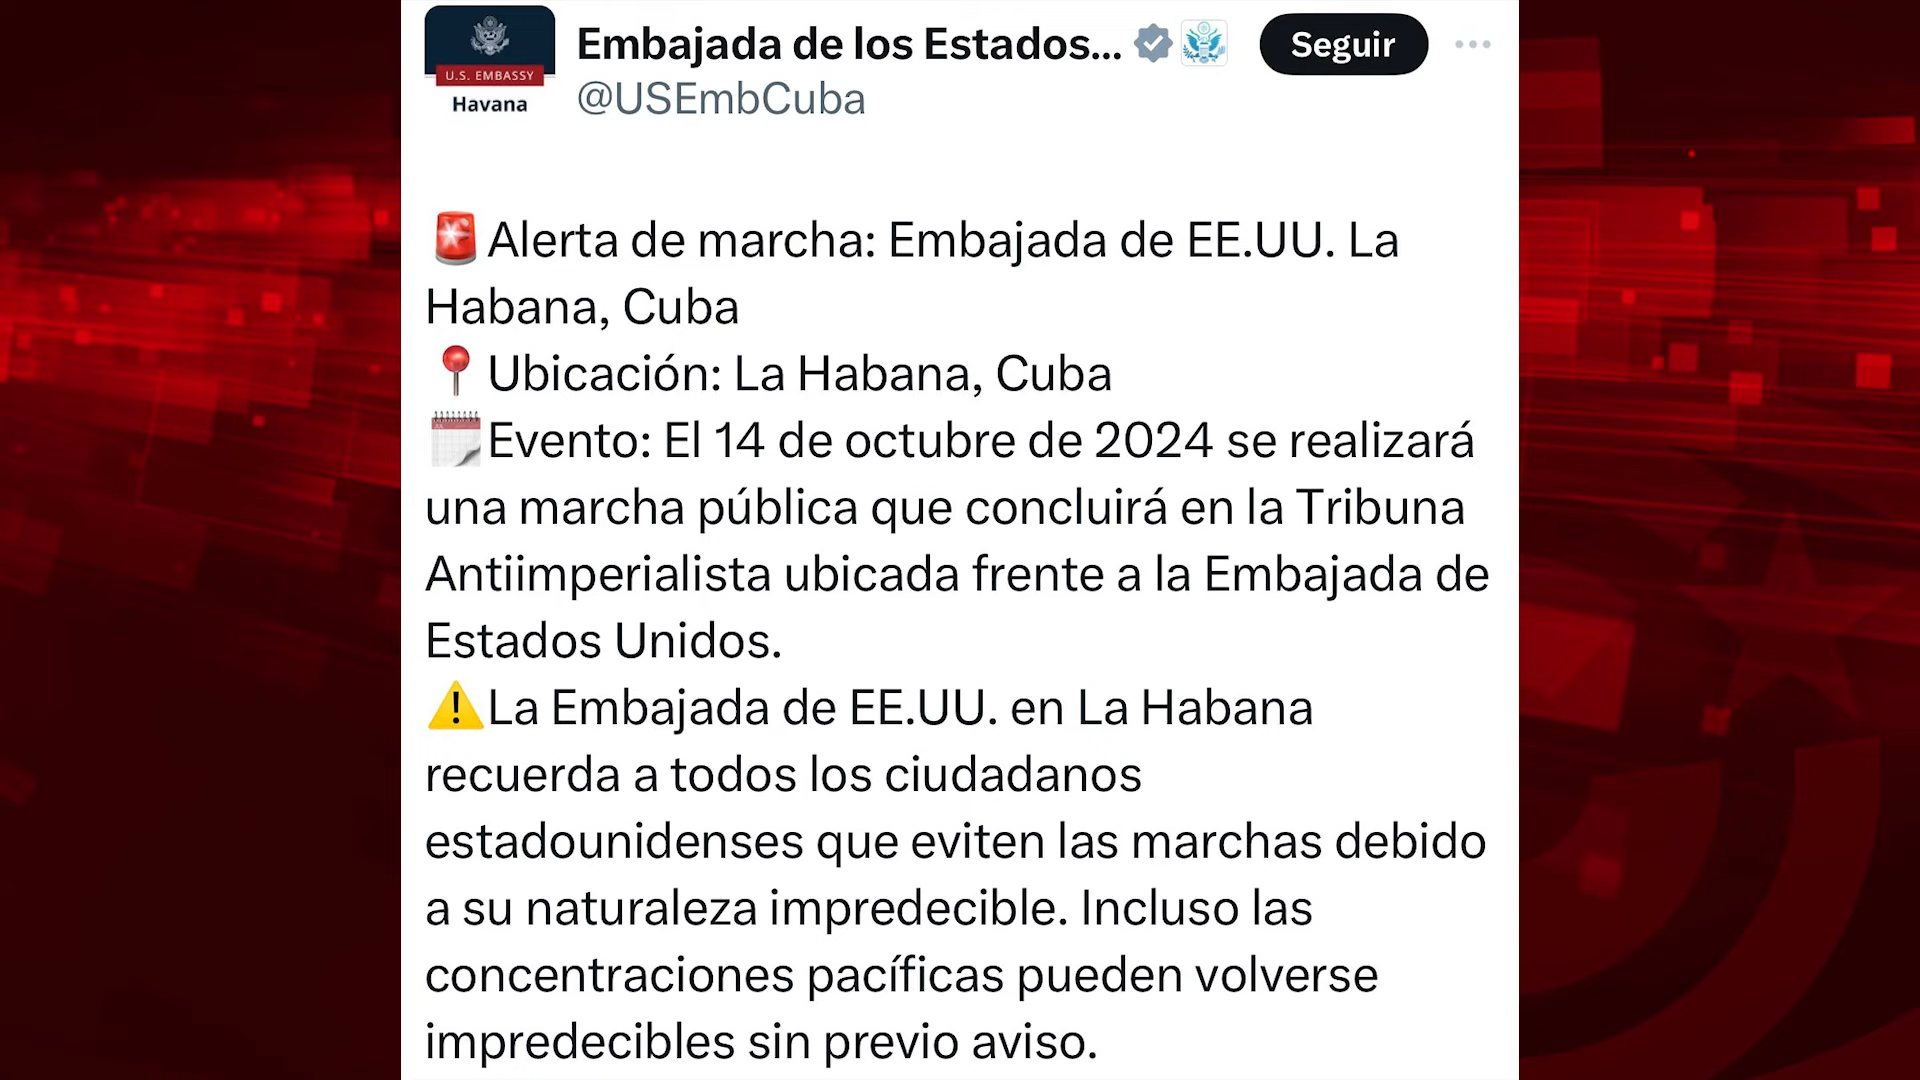 U.S. EMBASSY
Havana
Embajada de los Estados...
Seguir
@USEmbCuba
🚨Alerta de marcha: Embajada de EE.UU. La
Habana, Cuba
📍Ubicación: La Habana, Cuba
🗓️Evento: El 14 de octubre de 2024 se realizará
una marcha pública que concluirá en la Tribuna
Antiimperialista ubicada frente a la Embajada de
Estados Unidos.
⚠️La Embajada de EE.UU. en La Habana
recuerda a todos los ciudadanos
estadounidenses que eviten las marchas debido
a su naturaleza impredecible. Incluso las
concentraciones pacíficas pueden volverse
impredecibles sin previo aviso.